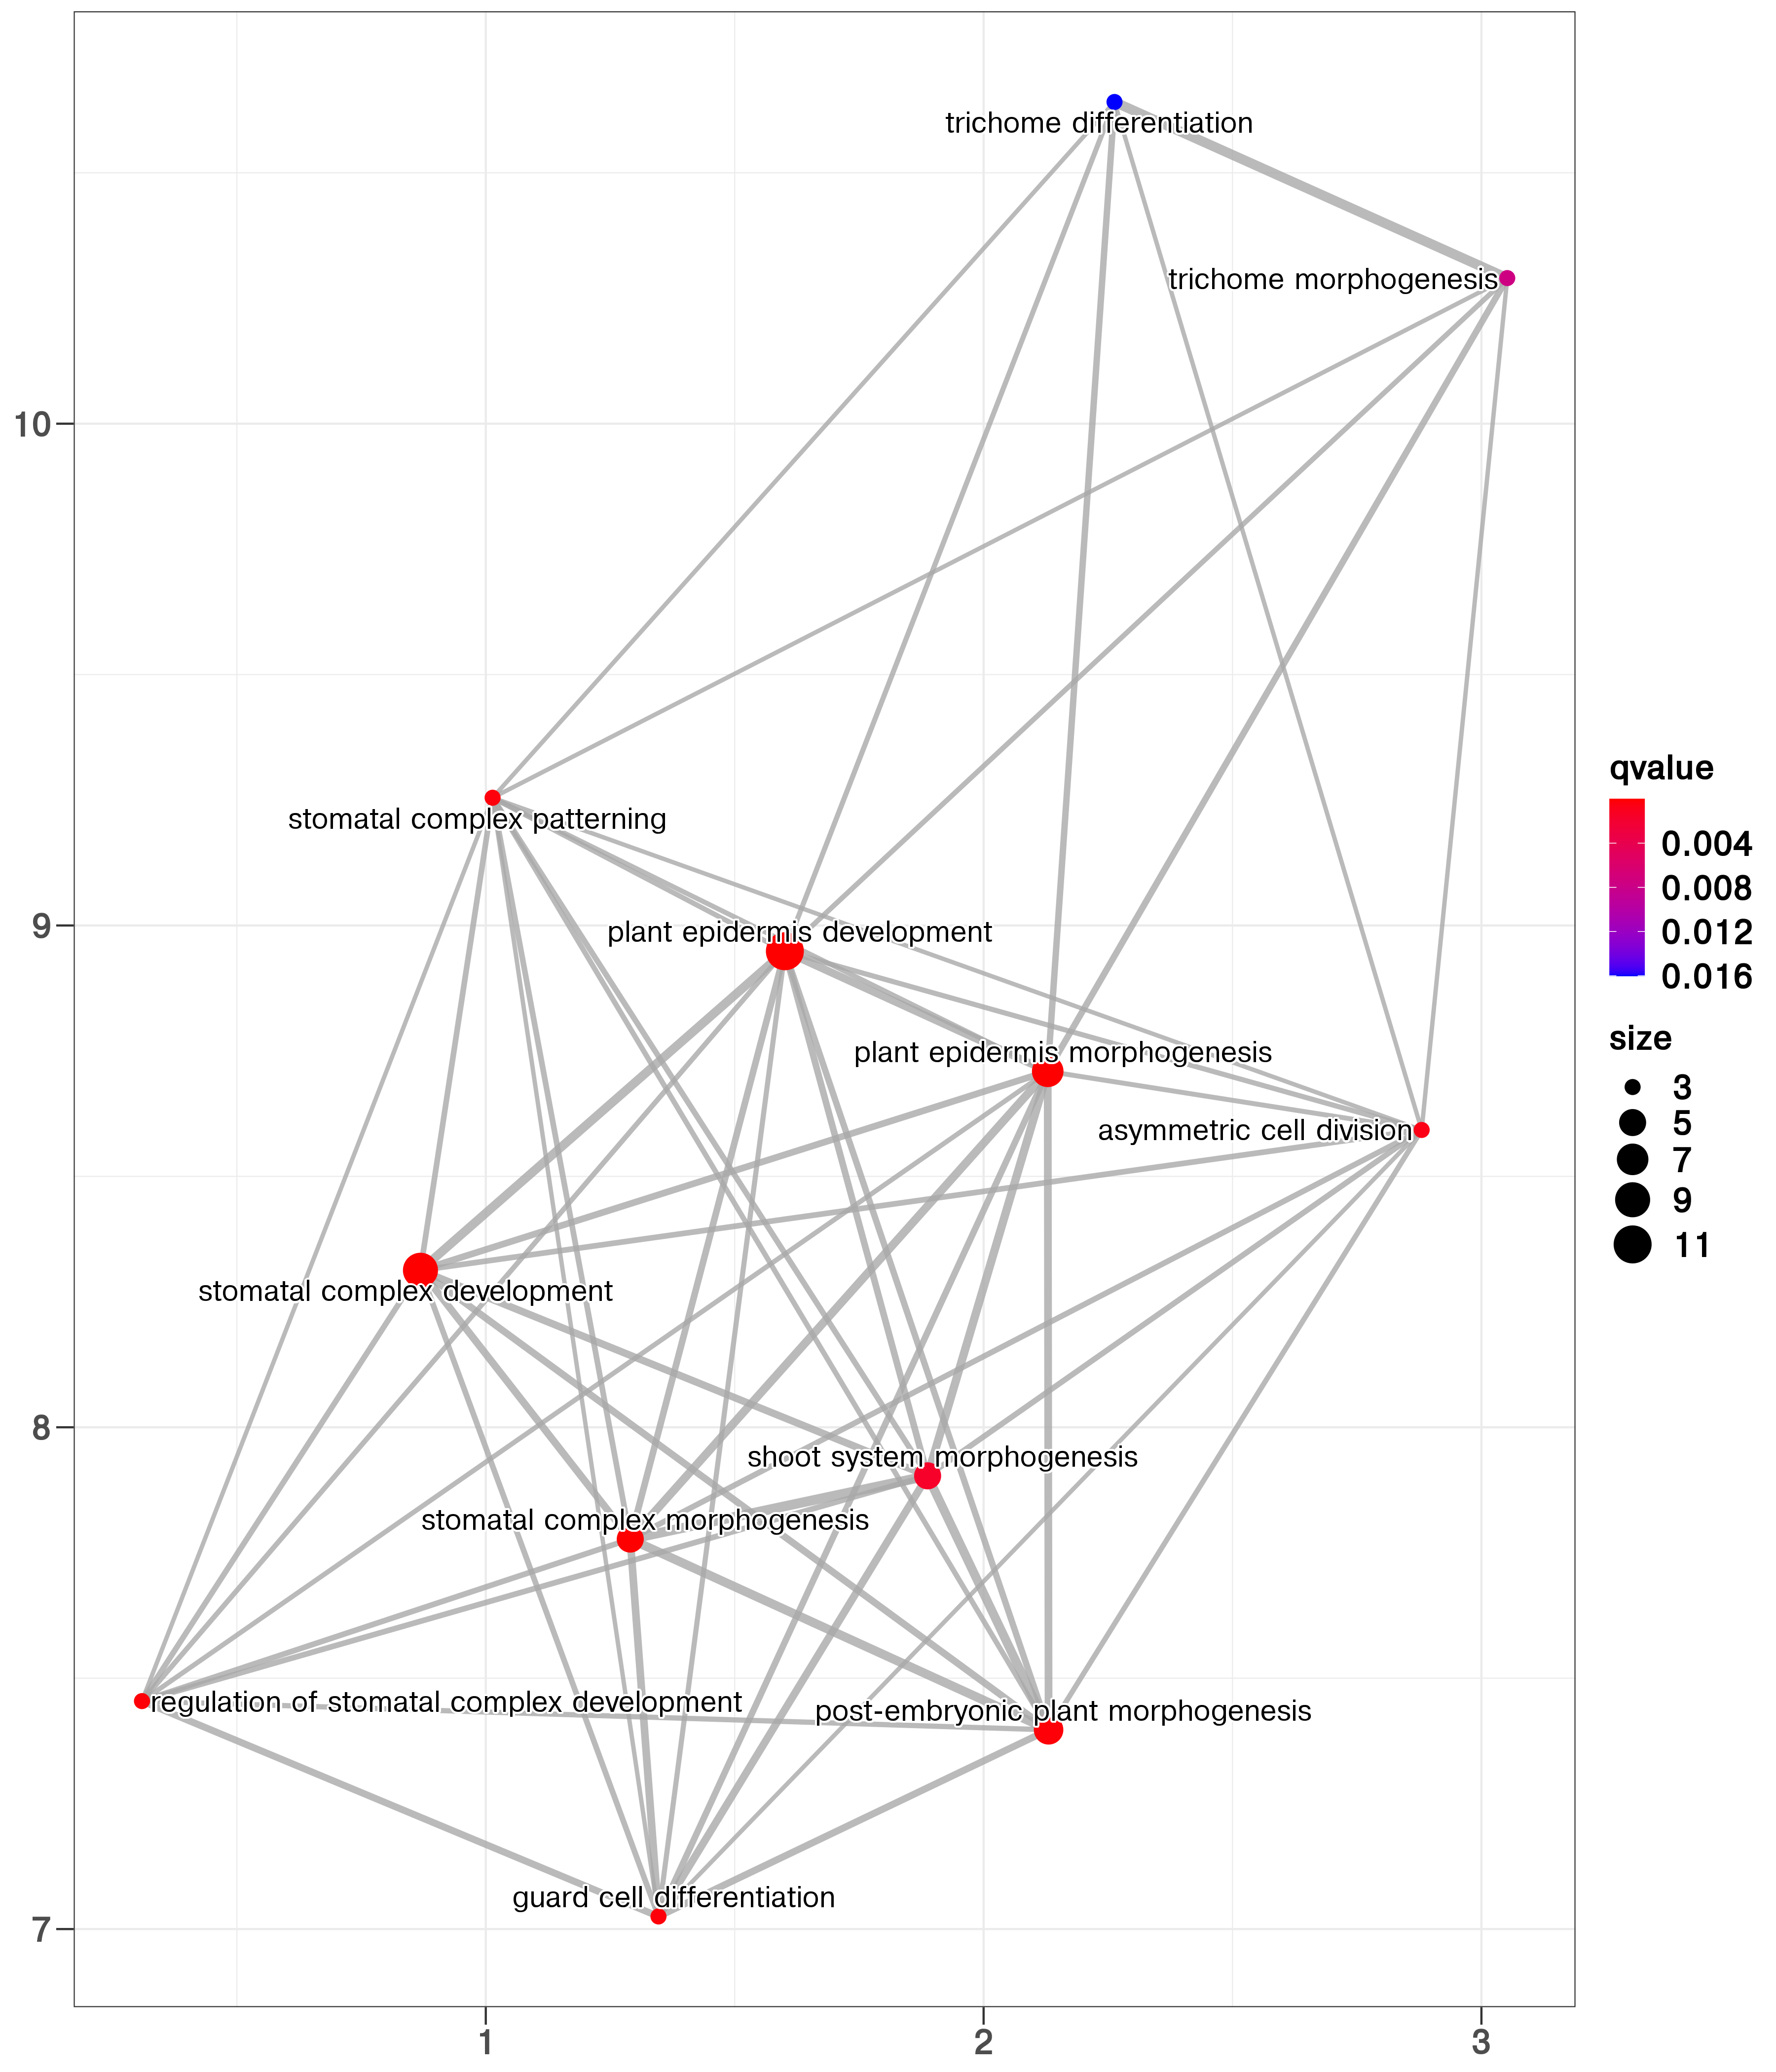 trichome differentiation
trichome morphogenesis
10
stomatal complex patterning
qvalue
0.004
0.008
0.012
0.016
9
plant epidermis development
plant epidermis morphogenesis
size
3
5
7
9
11
asymmetric cell division
stomatal complex development
8
shoot system morphogenesis
stomatal complex morphogenesis
regulation of stomatal complex development
post-embryonic plant morphogenesis
guard cell differentiation
7
1 2 3